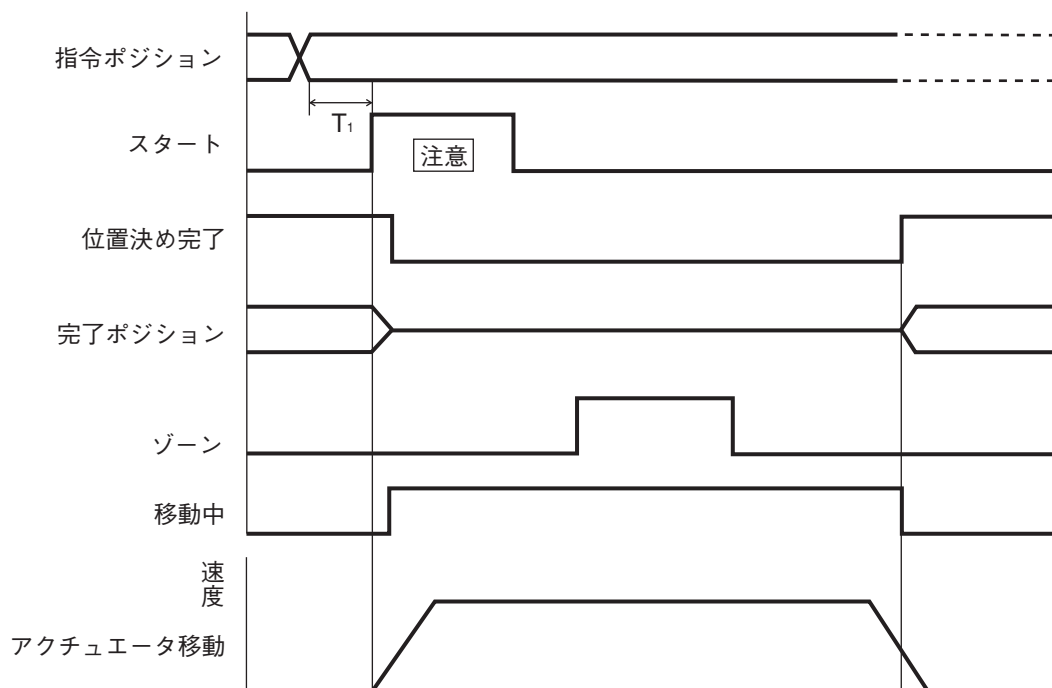 指令ポジション
T₁
スタート
注意
位置決め完了
完了ポジション
ゾーン
移動中
速度
アクチュエータ移動